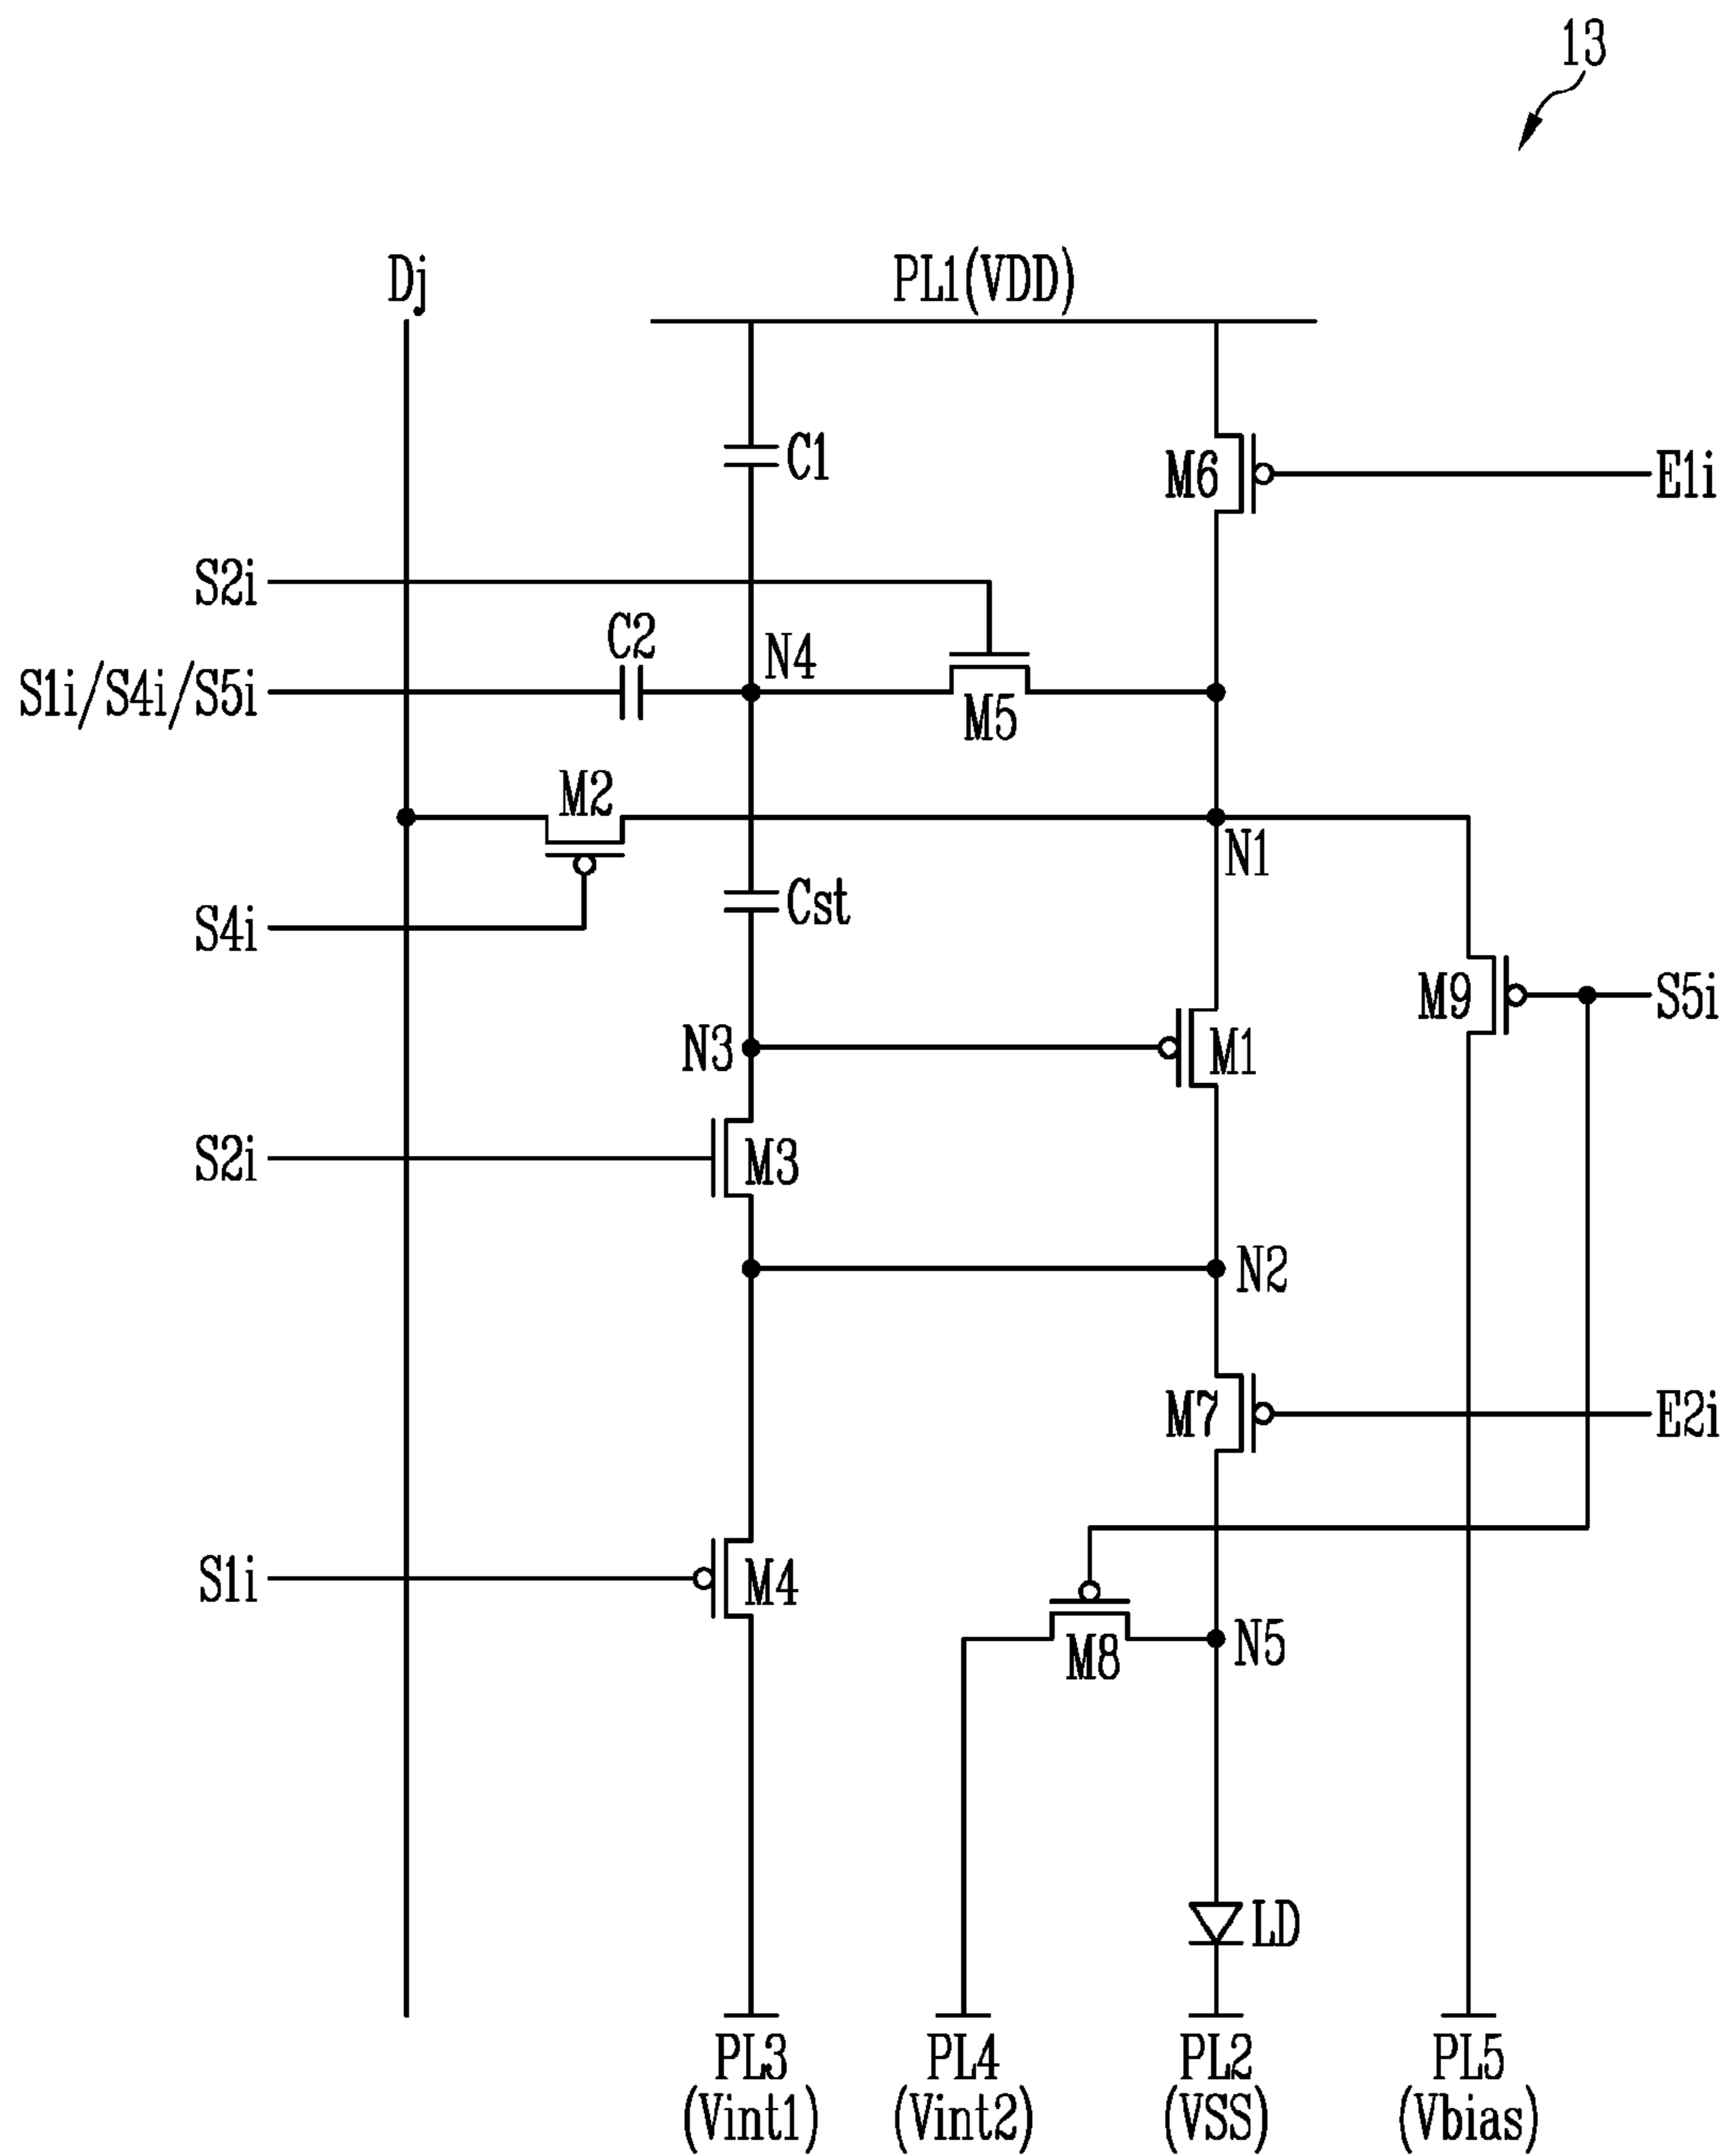 13
Dj
PL1(VDD)
C1
M6
E1i
S2i
C2
N4
S1i/S4i/S5i
M5
M2
N1
Cst
S4i
M9
S5i
N3
M1
S2i
M3
N2
M7
E2i
S1i
M4
M8
N5
LD
PL3
(Vint1)
PL4
(Vint2)
PL2
(VSS)
PL5
(Vbias)